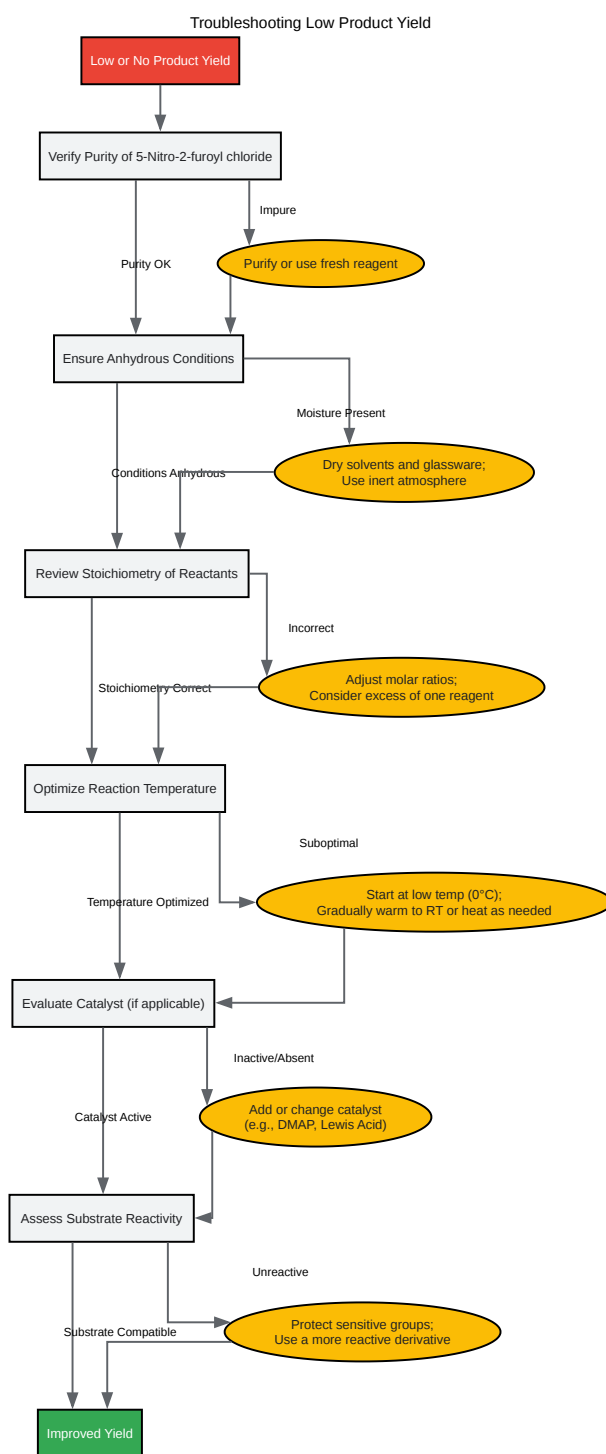 Troubleshooting Low Product Yield
Low or No Product Yield
Verify Purity of 5-Nitro-2-furoyl chloride
Impure
Purity OK
Purify or use fresh reagent
Ensure Anhydrous Conditions
Moisture Present
Conditions Anhydrous
Dry solvents and glassware;
Use inert atmosphere
Review Stoichiometry of Reactants
Incorrect
Stoichiometry Correct
Adjust molar ratios;
Consider excess of one reagent
Optimize Reaction Temperature
Suboptimal
Temperature Optimized
Start at low temp (0°C);
Gradually warm to RT or heat as needed
Evaluate Catalyst (if applicable)
Inactive/Absent
Catalyst Active
Add or change catalyst
(e.g., DMAP, Lewis Acid)
Assess Substrate Reactivity
Unreactive
Substrate Compatible
Protect sensitive groups;
Use a more reactive derivative
Improved Yield